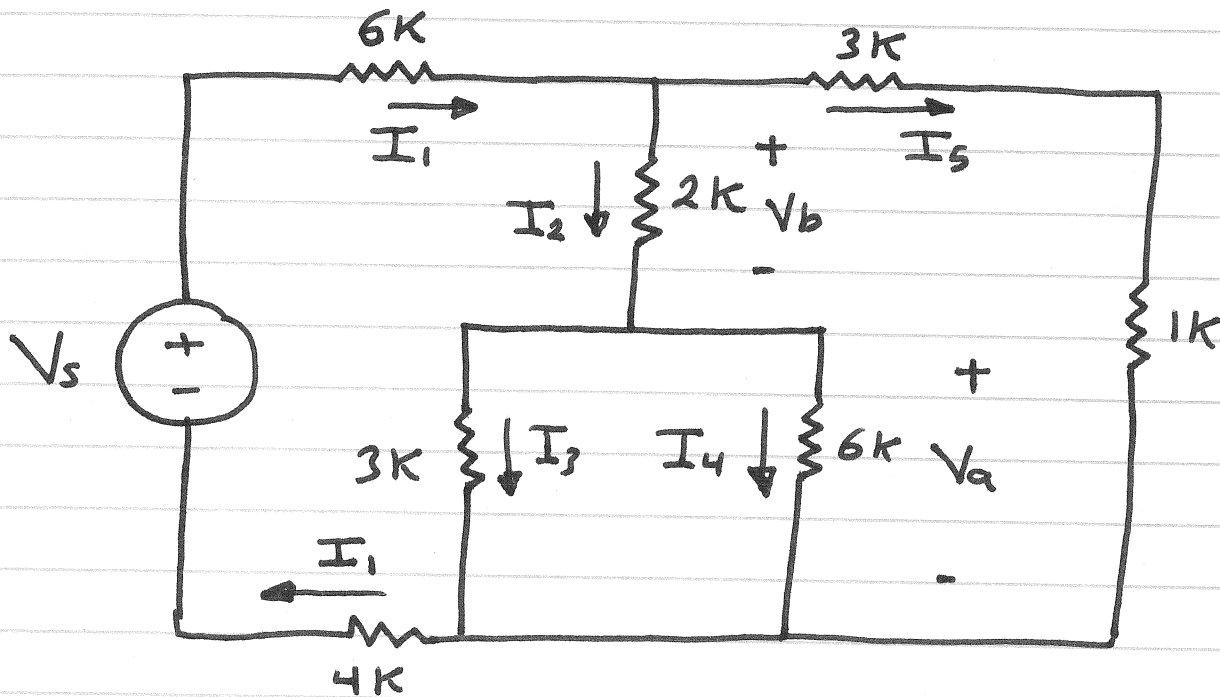 6K
3K
I1
I5
+
I2
2K
Vb
-
Vs
+
-
1K
+
3K
I3
I4
6K
Va
I1
-
4K